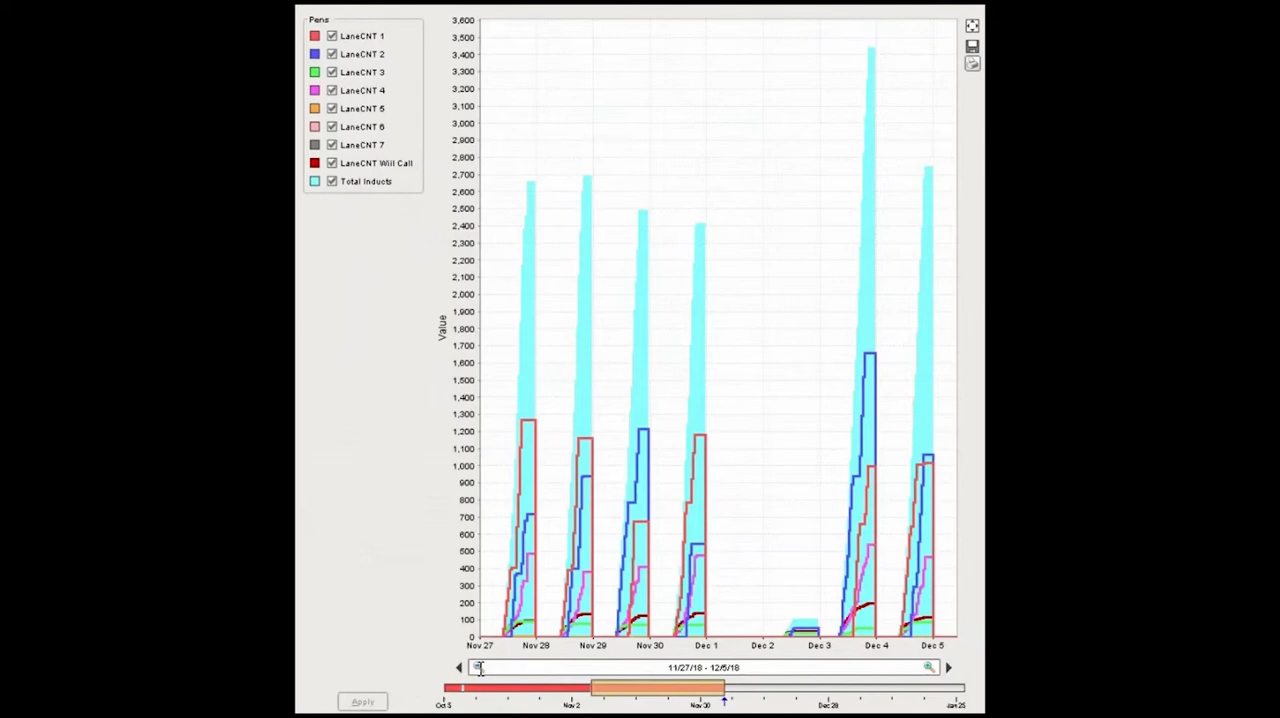 Pens
LaneCNT 1
LaneCNT 2
LaneCNT 3
LaneCNT 4
LaneCNT 5
LaneCNT 6
LaneCNT 7
LaneCNT Will Call
Total Inducts
Apply
Value
3,600
3,500
3,400
3,300
3,200
3,100
3,000
2,900
2,800
2,700
2,600
2,500
2,400
2,300
2,200
2,100
2,000
1,900
1,800
1,700
1,600
1,500
1,400
1,300
1,200
1,100
1,000
900
800
700
600
500
400
300
200
100
0
Nov 27 Nov 28 Nov 29 Nov 30 Dec 1 Dec 2 Dec 3 Dec 4 Dec 5
11/27/18 - 12/5/18
Oct 5 Nov 2 Nov 30 Dec 28 Jan 25